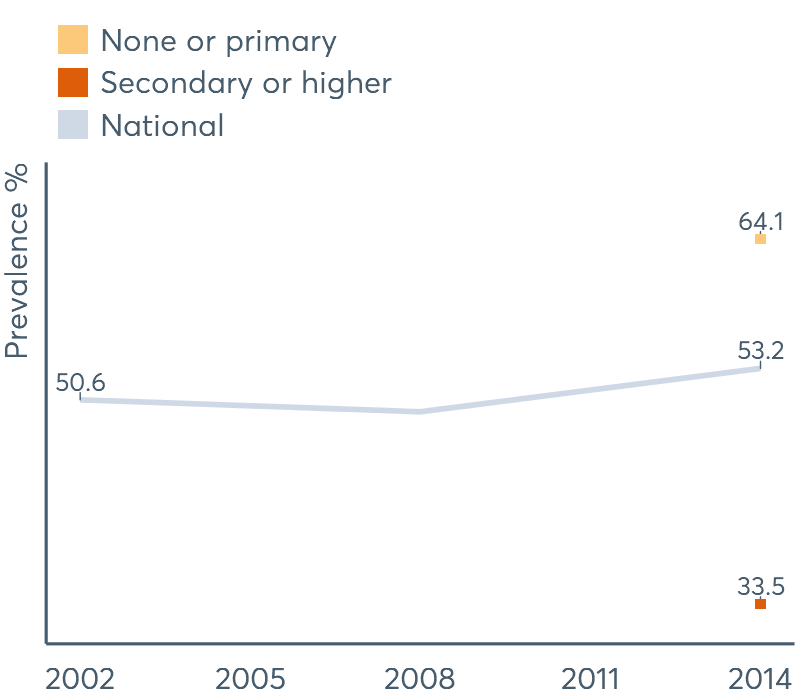 None or primary
Secondary or higher
National
Prevalence %
64.1
53.2
50.6
33.5
2002 2005 2008 2011 2014